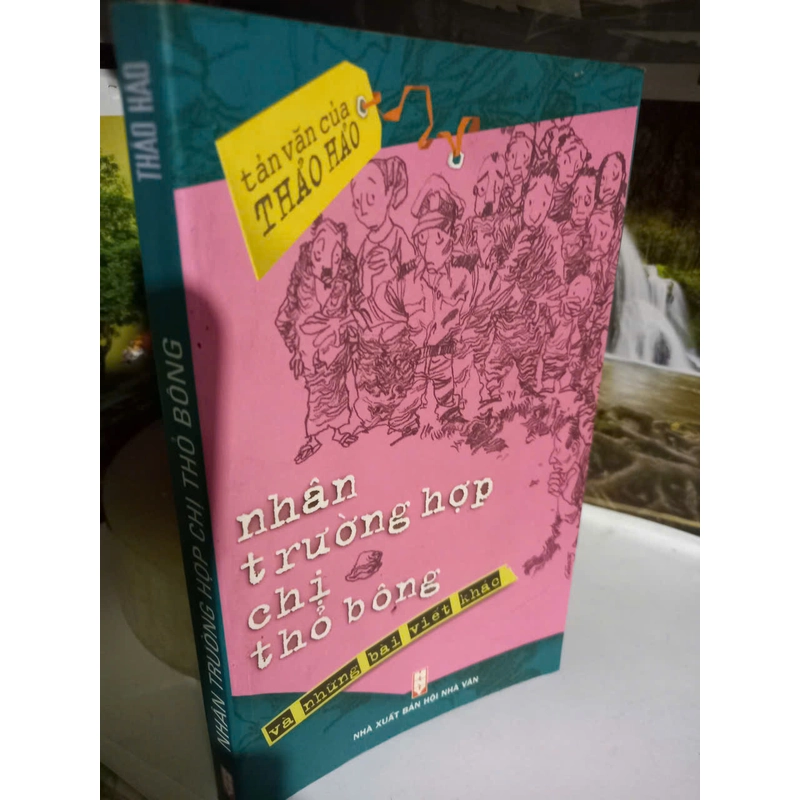 THẢO HẢO
NHÂN TRƯỜNG HỢP CHỊ THỎ BÔNG
tản văn của
THẢO HẢO
nhân
trường hợp
chị
thỏ bông
và những bài viết khác
NHÀ XUẤT BẢN HỘI NHÀ VĂN